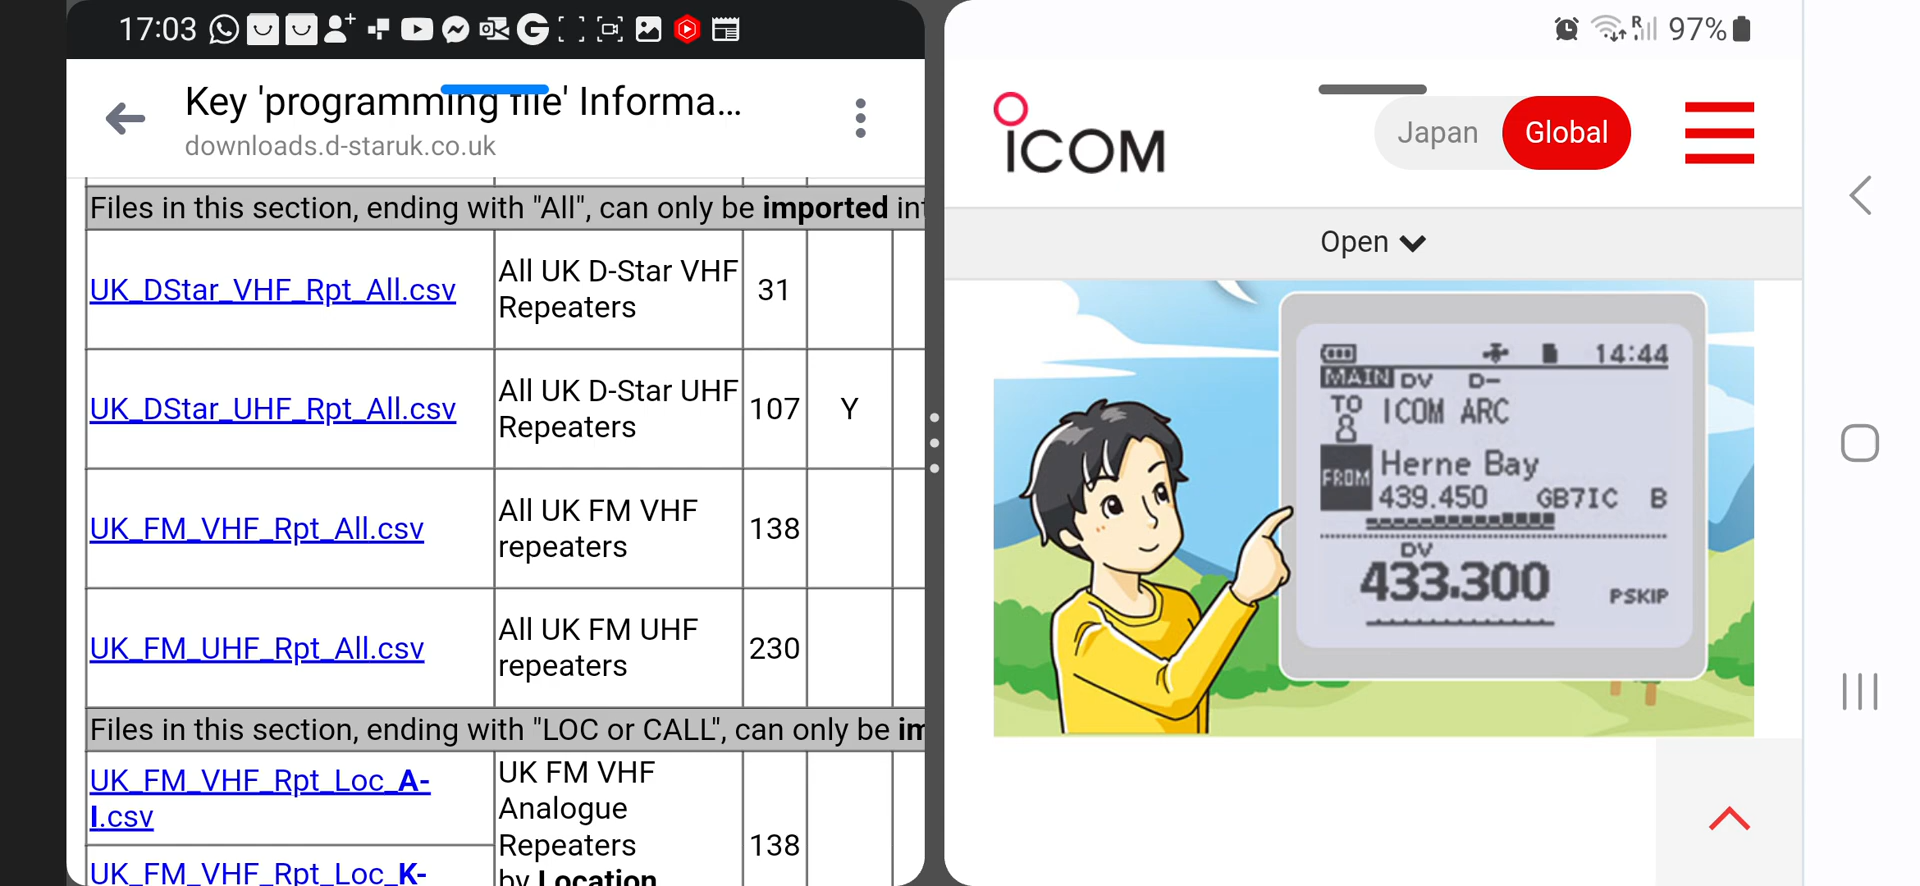 17:03
97%
Key 'programming file' Informa...
downloads.d-staruk.co.uk
Files in this section, ending with "All", can only be imported int
UK_DStar_VHF_Rpt_All.csv
All UK D-Star VHF
Repeaters
31
UK_DStar_UHF_Rpt_All.csv
All UK D-Star UHF
Repeaters
107
Y
UK_FM_VHF_Rpt_All.csv
All UK FM VHF
repeaters
138
UK_FM_UHF_Rpt_All.csv
All UK FM UHF
repeaters
230
Files in this section, ending with "LOC or CALL", can only be im
UK_FM_VHF_Rpt_Loc_A-
I.csv
UK FM VHF
Analogue
Repeaters
by Location
138
UK_FM_VHF_Rpt_Loc_K-
ICOM
Japan
Global
Open
14:44
MAIN DV D-
TO
ICOM ARC
FROM
Herne Bay
439.450 GB7IC B
DV
433.300
PSKIP